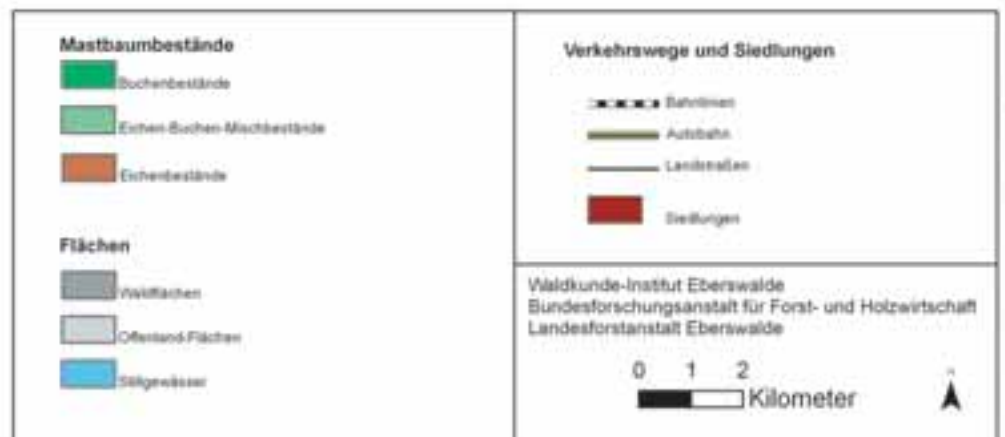 Mastbaumbestände
Buchenbestände
Eichen-Buchen-Mischbestände
Eichenbestände
Flächen
Waldflächen
Offenland-Flächen
Stillgewässer
Verkehrswege und Siedlungen
Bahnlinien
Autobahn
Landstraßen
Siedlungen
Waldkunde-Institut Eberswalde
Bundesforschungsanstalt für Forst- und Holzwirtschaft
Landesforstanstalt Eberswalde
0 1 2
Kilometer